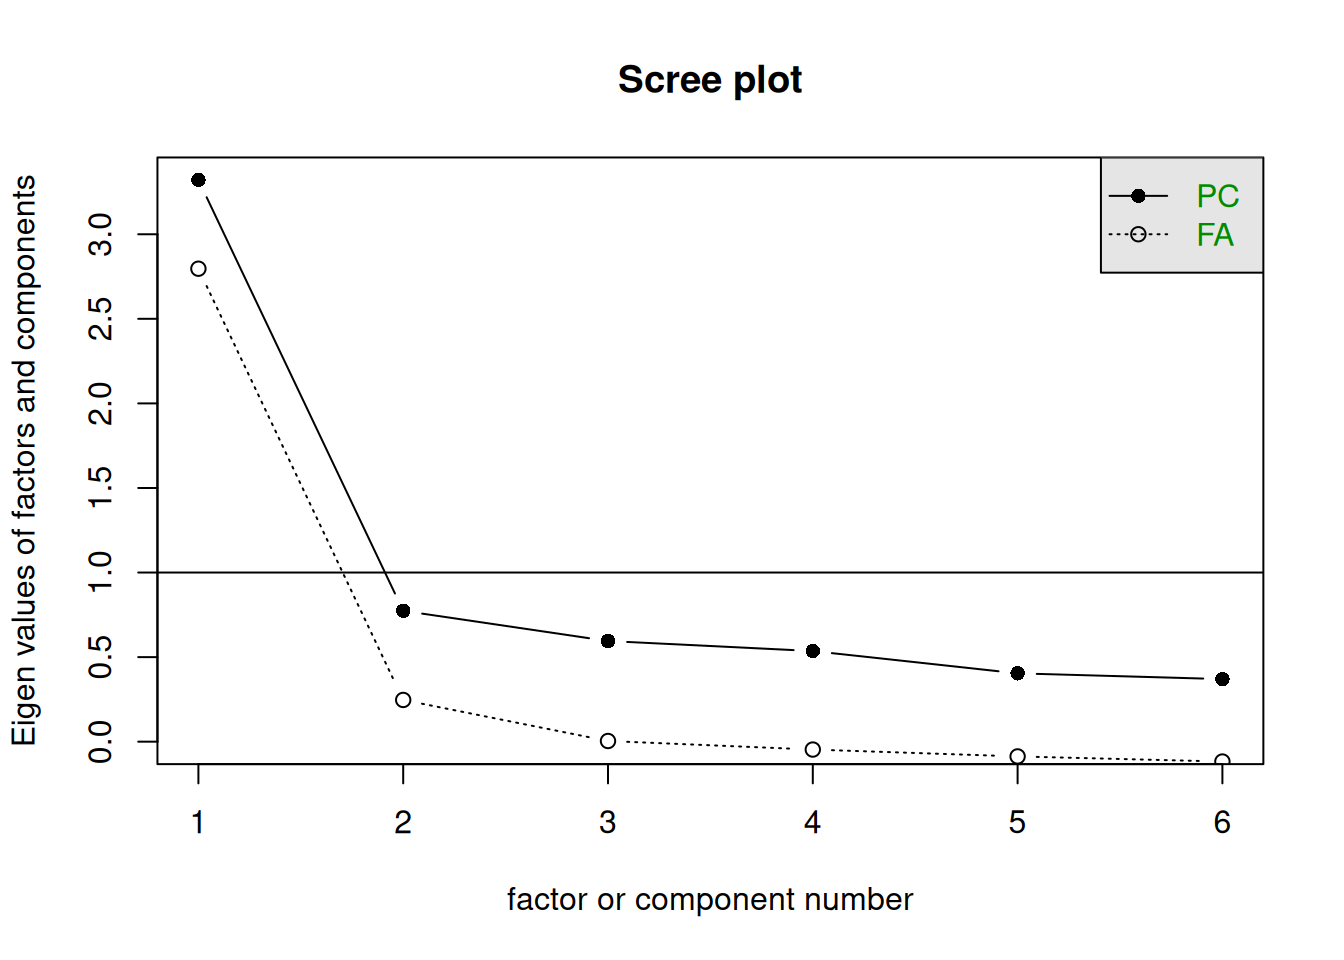 Scree plot
Eigen values of factors and components
3.0
2.5
2.0
1.5
1.0
0.5
0.0
PC
FA
1 2 3 4 5 6
factor or component number